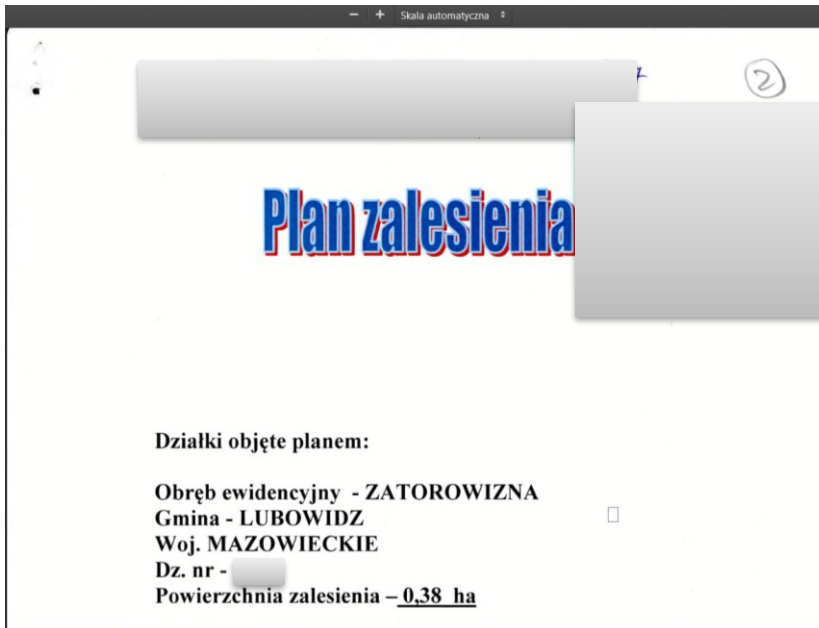 − + Skala automatyczna
2
Plan zalesienia
Działki objęte planem:
Obręb ewidencyjny - ZATOROWIZNA
Gmina - LUBOWIDZ
Woj. MAZOWIECKIE
Dz. nr -
Powierzchnia zalesienia – 0,38 ha